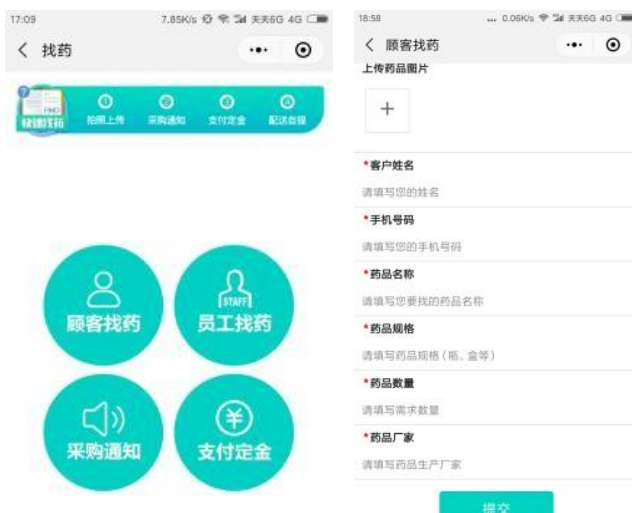 17:09
7.85K/s
天天6G 4G
找药
FIND
快速找药
拍照上传
采购通知
支付定金
配送自提
顾客找药
STAFF
员工找药
采购通知
支付定金
18:58
... 0.06K/s
天天6G 4G
顾客找药
上传药品图片
*客户姓名
请填写您的姓名
*手机号码
请填写您的手机号码
*药品名称
请填写您要找的药品名称
*药品规格
请填写药品规格（瓶、盒等）
*药品数量
请填写需求数量
*药品厂家
请填写药品生产厂家
提交